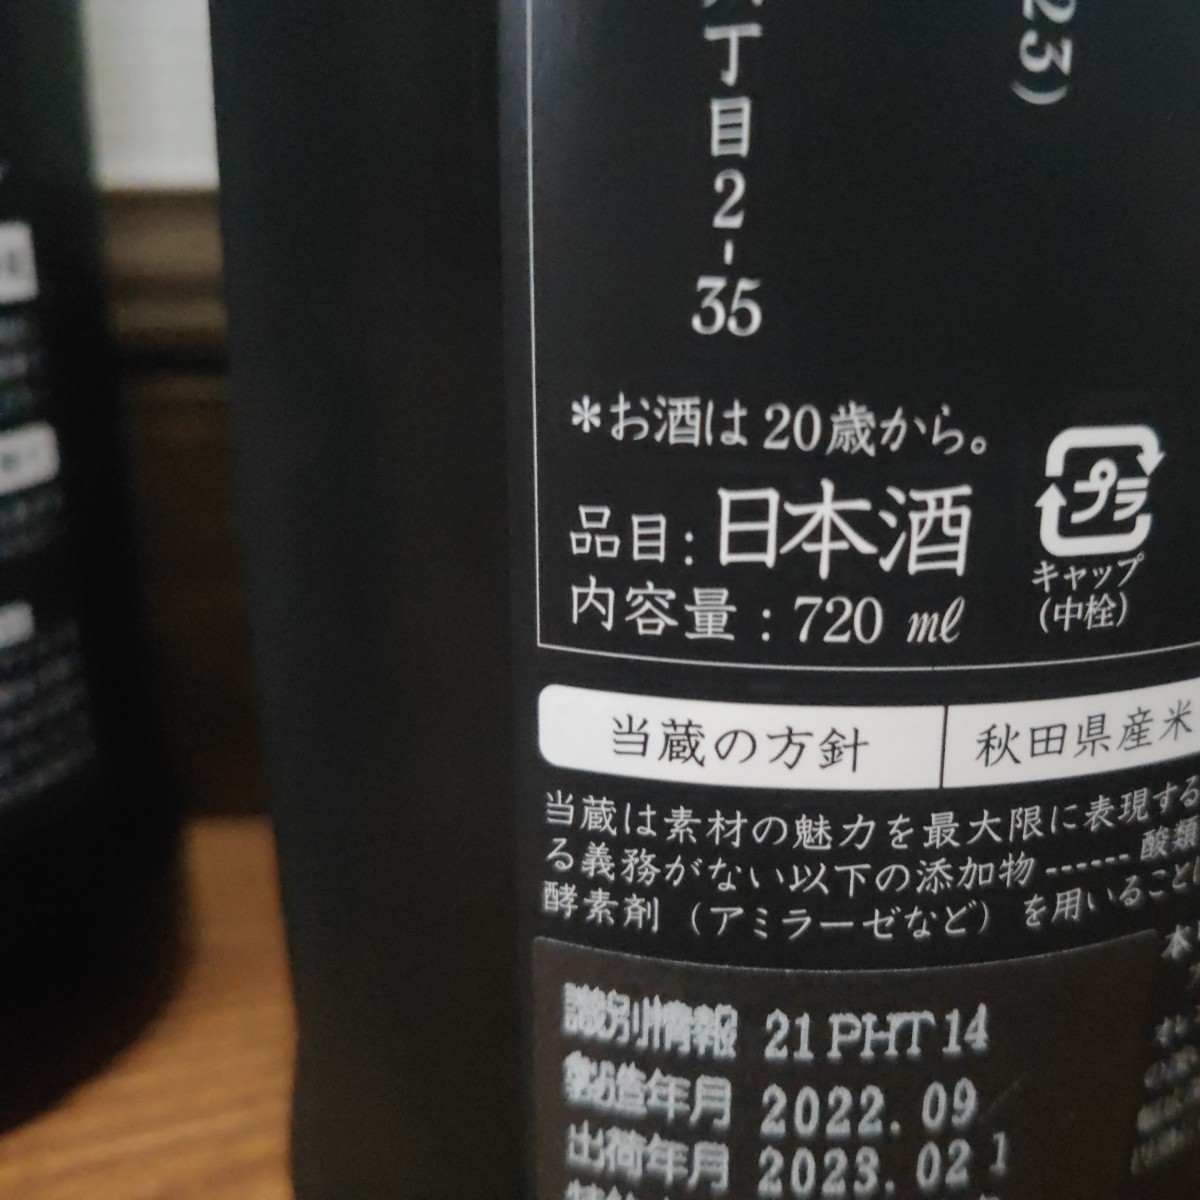 23)
丁目2-35
*お酒は20歳から。
品目:日本酒
内容量:720 ml
プラ
キャップ
(中栓)
当蔵の方針
秋田県産米
当蔵は素材の魅力を最大限に表現する
る義務がない以下の添加物------酸類
酵素剤(アミラーゼなど)を用いること
識別情報 21PHT14
製造年月 2022.09
出荷年月 2023.02 1